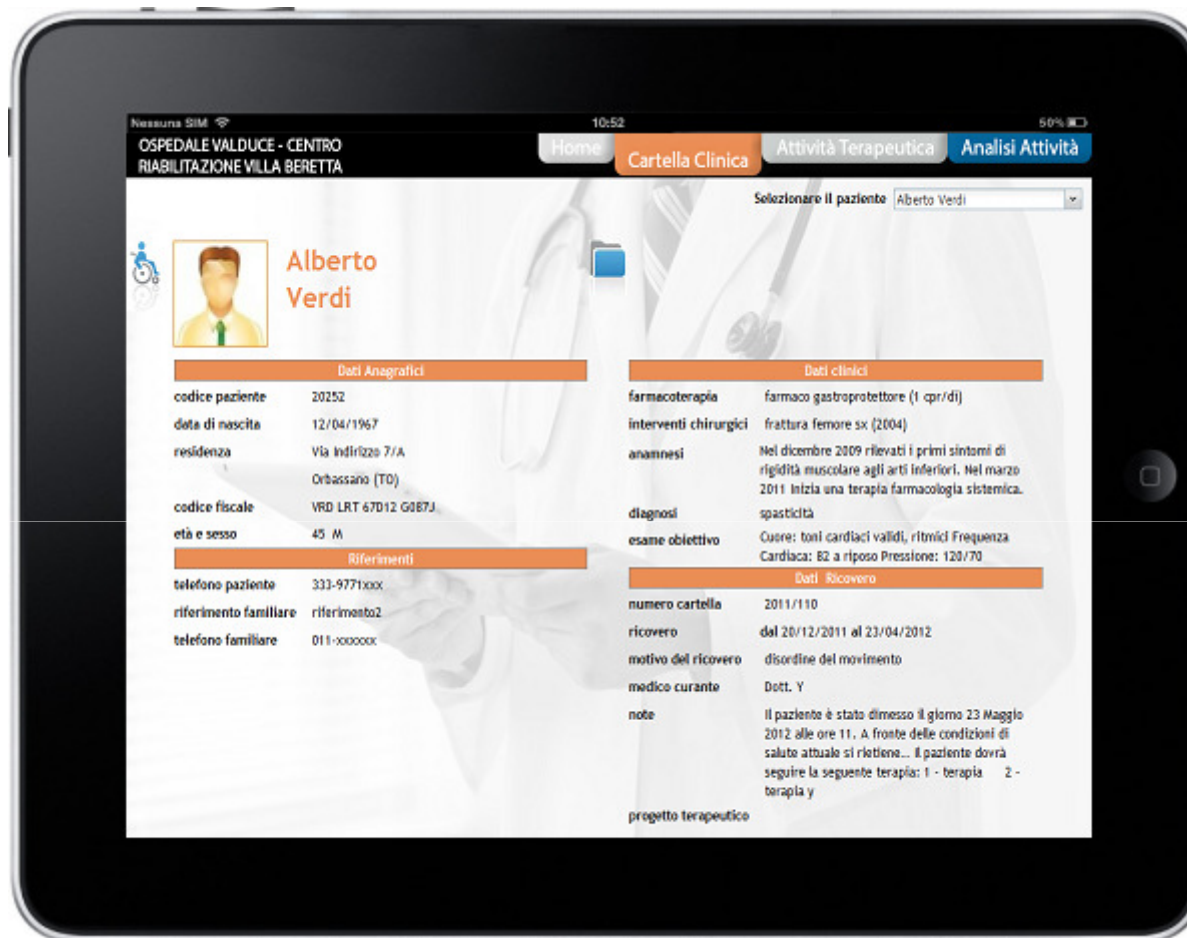 Nessuna SIM 10:52 50%
OSPEDALE VALDUCE - CENTRO
RIABILITAZIONE VILLA BERETTA
Home Cartella Clinica Attività Terapeutica Analisi Attività
Selezionare il paziente Alberto Verdi
Alberto
Verdi
Dati Anagrafici
codice paziente 20252
data di nascita 12/04/1967
residenza Via Indirizzo 7/A
Orbassano (TO)
codice fiscale VRD LRT 67D12 G087J
età e sesso 45 M
Riferimenti
telefono paziente 333-9771xxx
riferimento familiare riferimento2
telefono familiare 011-xxxxxx
Dati clinici
farmacoterapia farmaco gastroprotettore (1 cpr/di)
interventi chirurgici frattura femore sx (2004)
anamnesi Nel dicembre 2009 rilevati i primi sintomi di
rigidità muscolare agli arti inferiori. Nel marzo
2011 Inizia una terapia farmacologia sistemica.
diagnosi spasticità
esame obiettivo Cuore: toni cardiaci validi, ritmici Frequenza
Cardiaca: 82 a riposo Pressione: 120/70
Dati Ricovero
numero cartella 2011/110
ricovero dal 20/12/2011 al 23/04/2012
motivo del ricovero disordine del movimento
medico curante Dott. Y
note Il paziente è stato dimesso il giorno 23 Maggio
2012 alle ore 11. A fronte delle condizioni di
salute attuale si rietiene... il paziente dovrà
seguire la seguente terapia: 1 - terapia 2 -
terapia y
progetto terapeutico